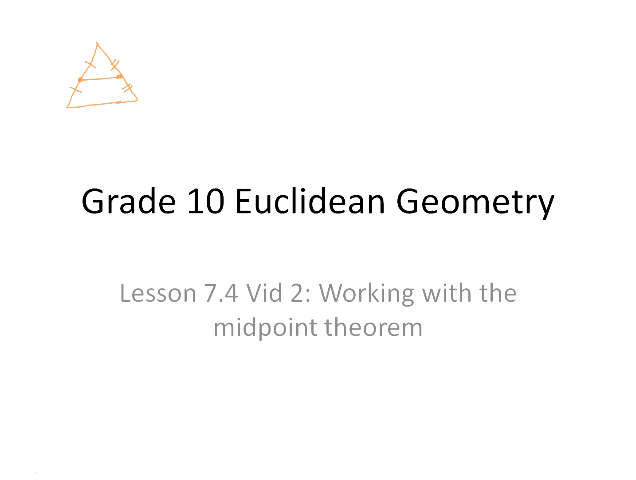 Grade 10 Euclidean Geometry
Lesson 7.4 Vid 2: Working with the
midpoint theorem